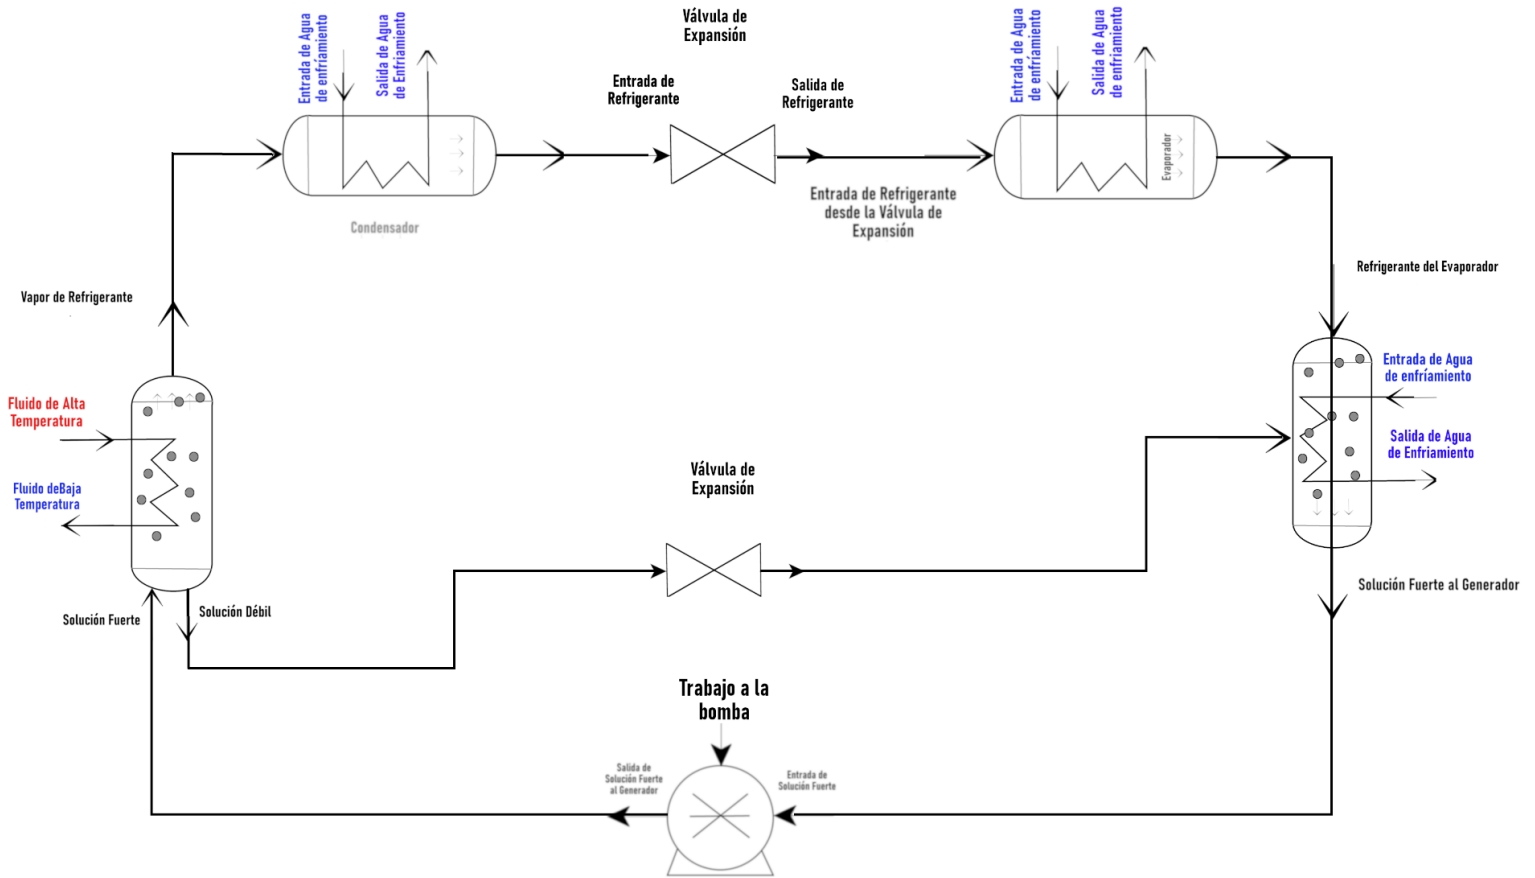 Válvula de
Expansión
Entrada de Agua
de enfríamiento
Salida de Agua
de Enfriamiento
Entrada de
Refrigerante
Salida de
Refrigerante
Entrada de Agua
de enfríamiento
Salida de Agua
de enfriamiento
Evaporador
Condensador
Entrada de Refrigerante
desde la Válvula de
Expansión
Vapor de Refrigerante
Refrigerante del Evaporador
Fluido de Alta
Temperatura
Fluido deBaja
Temperatura
Entrada de Agua
de enfríamiento
Salida de Agua
de Enfriamiento
Válvula de
Expansión
Solución Fuerte
Solución Débil
Solución Fuerte al Generador
Trabajo a la
bomba
Salida de
Solución Fuerte
al Generador
Entrada de
Solución Fuerte